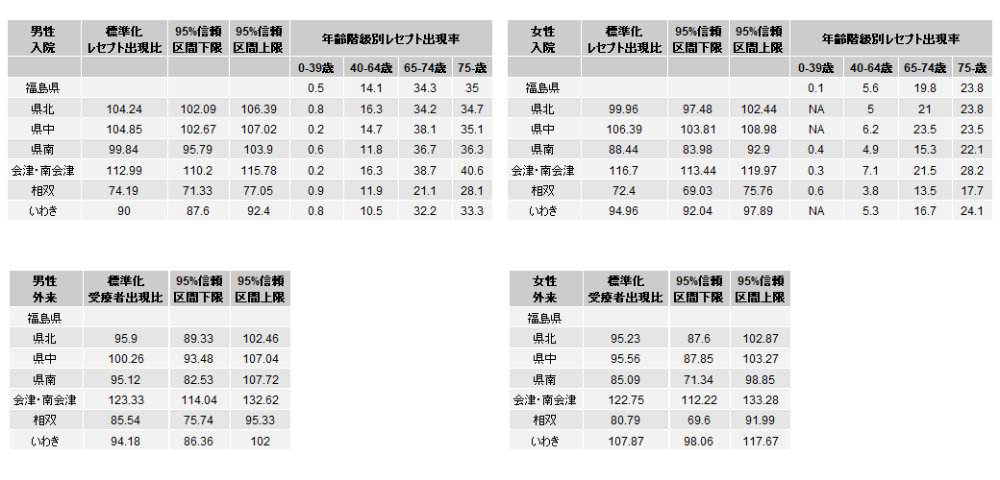 男性 標準化 95%信頼 95%信頼 年齢階級別レセプト出現率
入院 レセプト出現比 区間下限 区間上限
0-39歳 40-64歳 65-74歳 75-歳
福島県 0.5 14.1 34.3 35
県北 104.24 102.09 106.39 0.8 16.3 34.2 34.7
県中 104.85 102.67 107.02 0.2 14.7 38.1 35.1
県南 99.84 95.79 103.9 0.6 11.8 36.7 36.3
会津・南会津 112.99 110.2 115.78 0.2 16.3 38.7 40.6
相双 74.19 71.33 77.05 0.9 11.9 21.1 28.1
いわき 90 87.6 92.4 0.8 10.5 32.2 33.3
女性 標準化 95%信頼 95%信頼 年齢階級別レセプト出現率
入院 レセプト出現比 区間下限 区間上限
0-39歳 40-64歳 65-74歳 75-歳
福島県 0.1 5.6 19.8 23.8
県北 99.96 97.48 102.44 NA 5 21 23.8
県中 106.39 103.81 108.98 NA 6.2 23.5 23.5
県南 88.44 83.98 92.9 0.4 4.9 15.3 22.1
会津・南会津 116.7 113.44 119.97 0.3 7.1 21.5 28.2
相双 72.4 69.03 75.76 0.6 3.8 13.5 17.7
いわき 94.96 92.04 97.89 NA 5.3 16.7 24.1
男性 標準化 95%信頼 95%信頼
外来 受療者出現比 区間下限 区間上限
福島県
県北 95.9 89.33 102.46
県中 100.26 93.48 107.04
県南 95.12 82.53 107.72
会津・南会津 123.33 114.04 132.62
相双 85.54 75.74 95.33
いわき 94.18 86.36 102
女性 標準化 95%信頼 95%信頼
外来 受療者出現比 区間下限 区間上限
福島県
県北 95.23 87.6 102.87
県中 95.56 87.85 103.27
県南 85.09 71.34 98.85
会津・南会津 122.75 112.22 133.28
相双 80.79 69.6 91.99
いわき 107.87 98.06 117.67